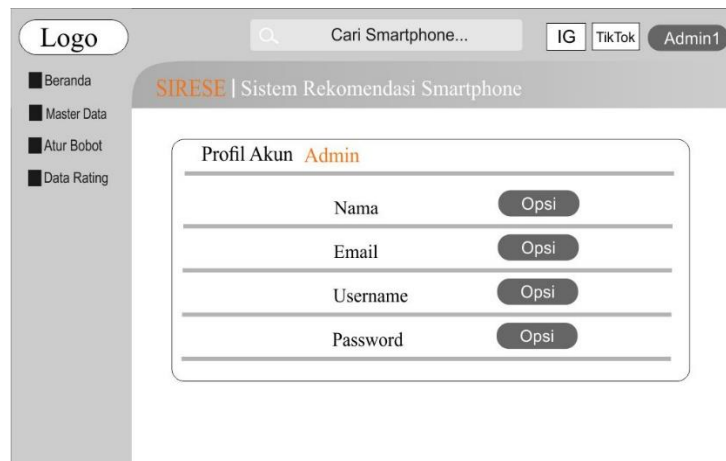 Logo
Cari Smartphone...
IG
TikTok
Admin1
Beranda
Master Data
Atur Bobot
Data Rating
SIRESE | Sistem Rekomendasi Smartphone
Profil Akun Admin
Nama Opsi
Email Opsi
Username Opsi
Password Opsi